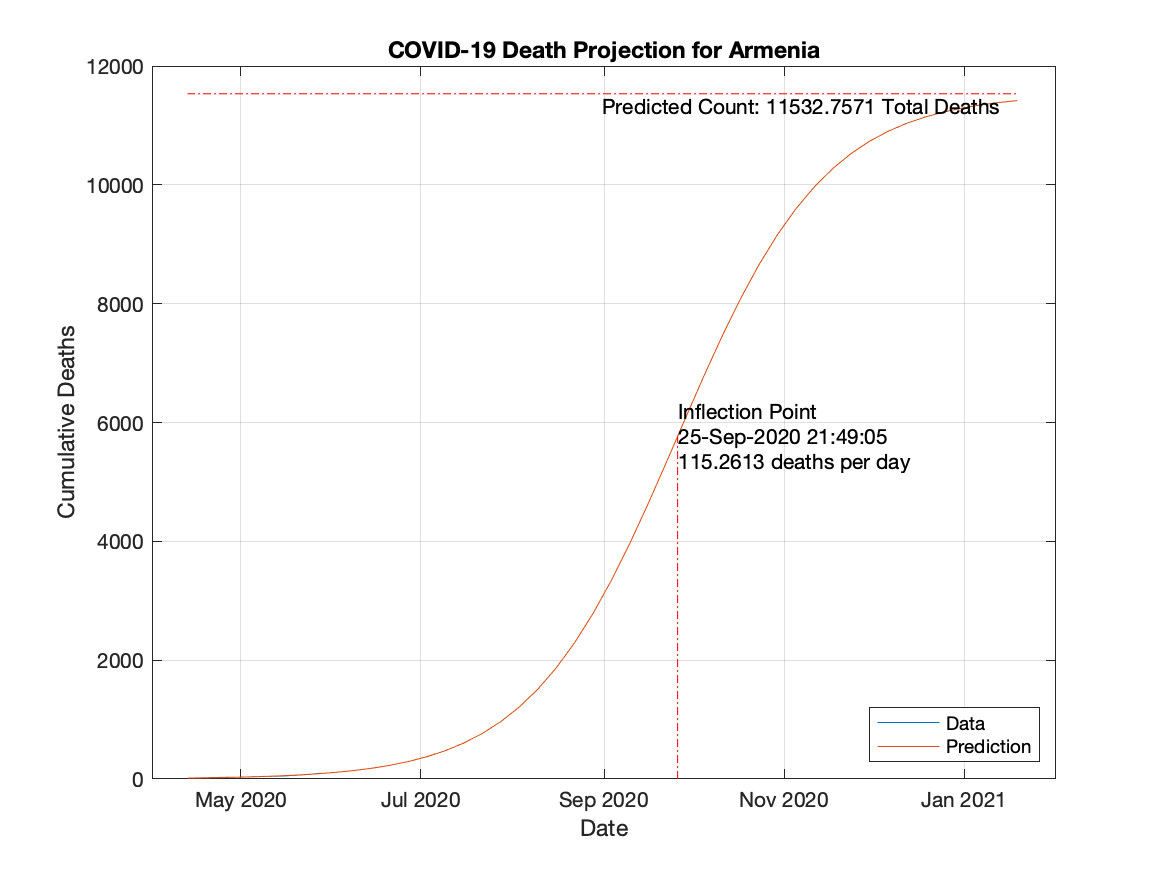 COVID-19 Death Projection for Armenia
12000
Predicted Count: 11532.7571 Total Deaths
10000
8000
Cumulative Deaths
6000
Inflection Point
25-Sep-2020 21:49:05
115.2613 deaths per day
4000
2000
Data
Prediction
0
May 2020 Jul 2020 Sep 2020 Nov 2020 Jan 2021
Date